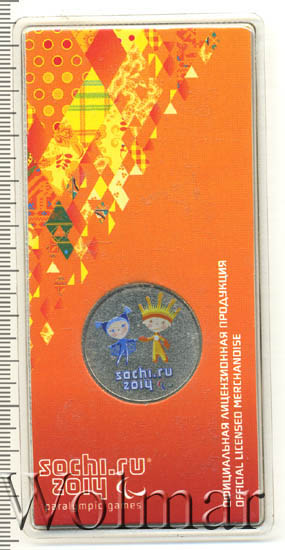 sochi.ru
2014
sochi.ru®
2014
paralympic games
ОФИЦИАЛЬНАЯ ЛИЦЕНЗИОННАЯ ПРОДУКЦИЯ
OFFICIAL LICENSED MERCHANDISE
Wolmar